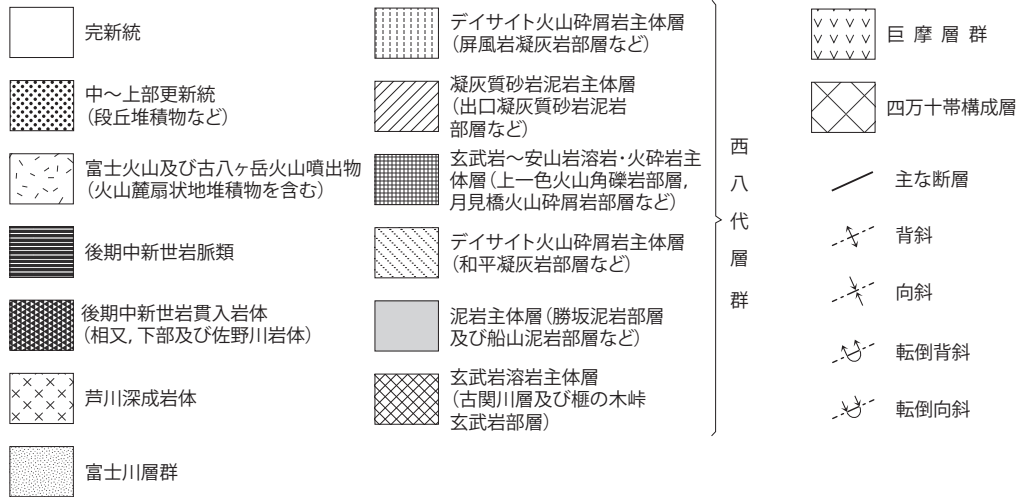 完新統
中～上部更新統
（段丘堆積物など）
富士火山及び古八ヶ岳火山噴出物
（火山麓扇状地堆積物を含む）
後期中新世岩脈類
後期中新世岩貫入岩体
（相又, 下部及び佐野川岩体）
芦川深成岩体
富士川層群
デイサイト火山砕屑岩主体層
（屏風岩凝灰岩部層など）
凝灰質砂岩泥岩主体層
（出口凝灰質砂岩泥岩
部層など）
玄武岩～安山岩溶岩・火砕岩主
体層（上一色火山角礫岩部層,
月見橋火山砕屑岩部層など）
デイサイト火山砕屑岩主体層
（和平凝灰岩部層など）
泥岩主体層（勝坂泥岩部層
及び船山泥岩部層など）
玄武岩溶岩主体層
（古関川層及び榧の木峠
玄武岩部層）
西八代層群
巨摩層群
四万十帯構成層
主な断層
背斜
向斜
転倒背斜
転倒向斜